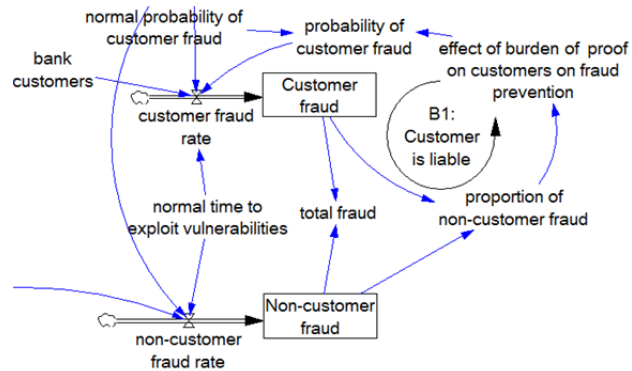 normal probability of
customer fraud
probability of
customer fraud
effect of burden of proof
on customers on fraud
prevention
bank
customers
Customer
fraud
customer fraud
rate
B1:
Customer
is liable
normal time to
exploit vulnerabilities
total fraud
proportion of
non-customer fraud
Non-customer
fraud
non-customer
fraud rate